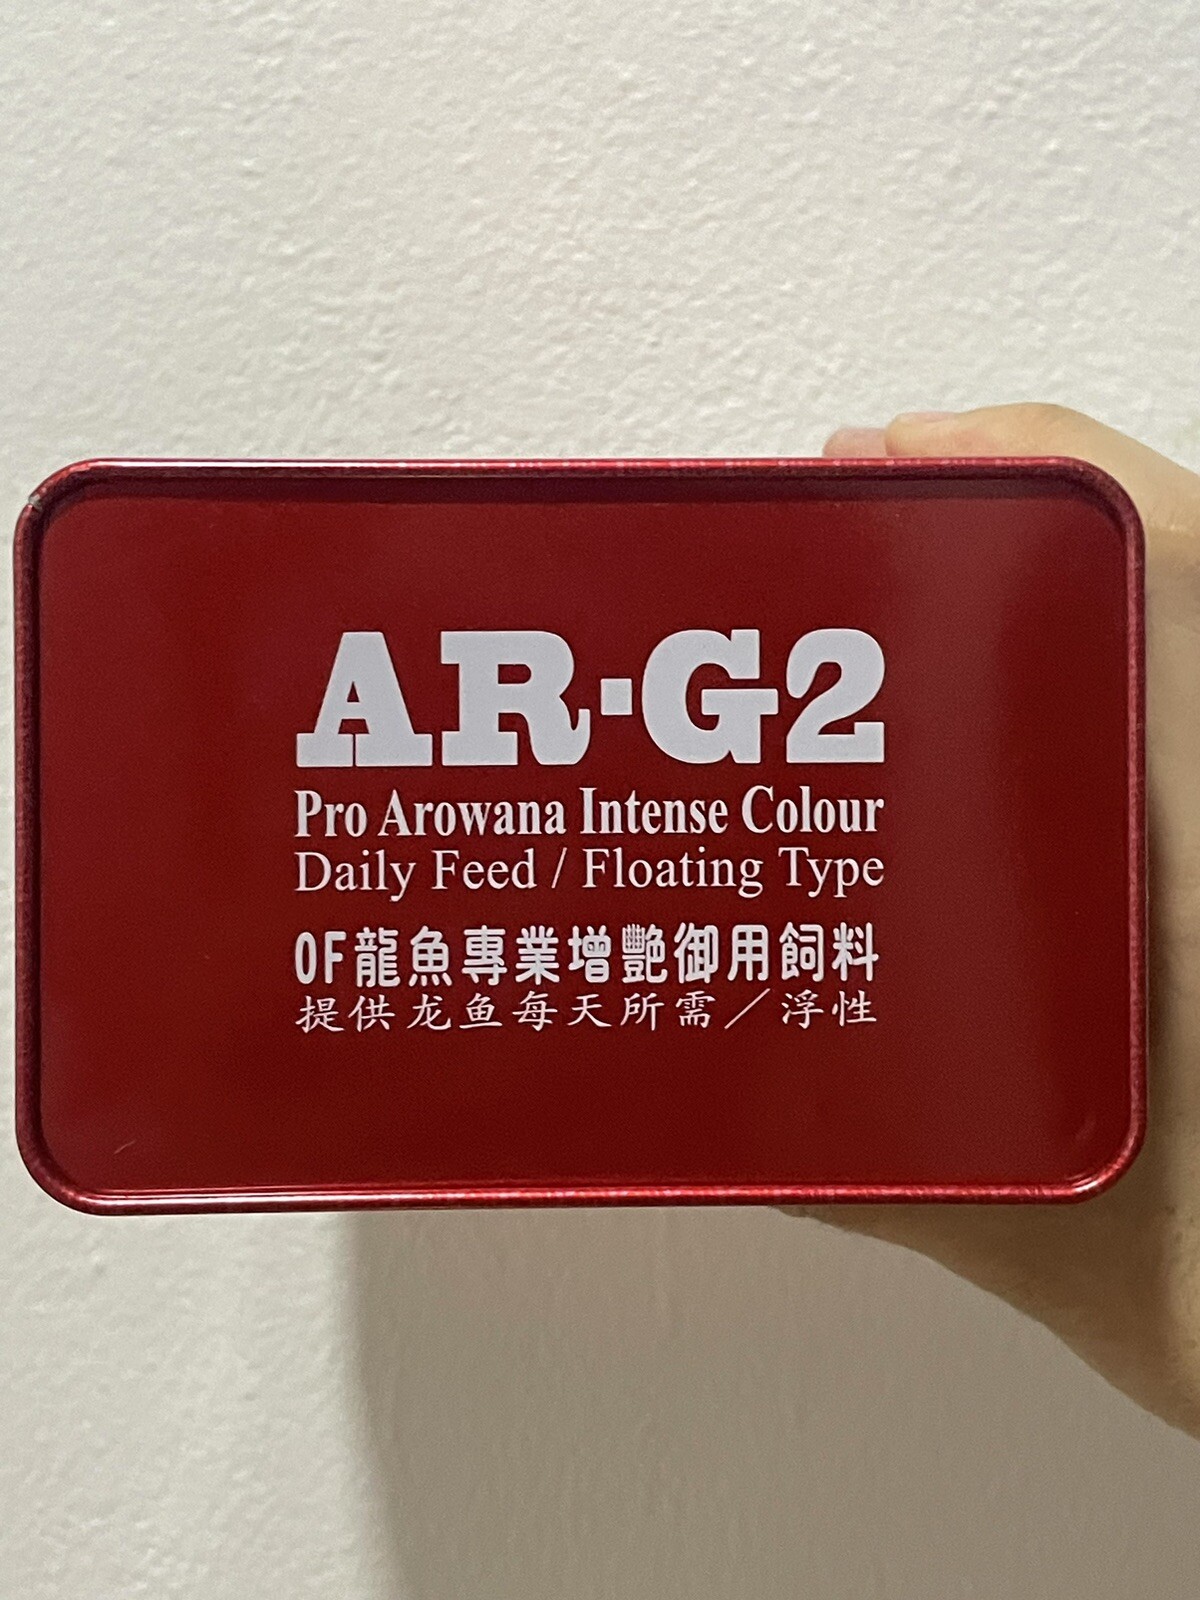 AR·G2
Pro Arowana Intense Colour
Daily Feed / Floating Type
OF龍魚專業增艷御用飼料
提供龙鱼每天所需／浮性